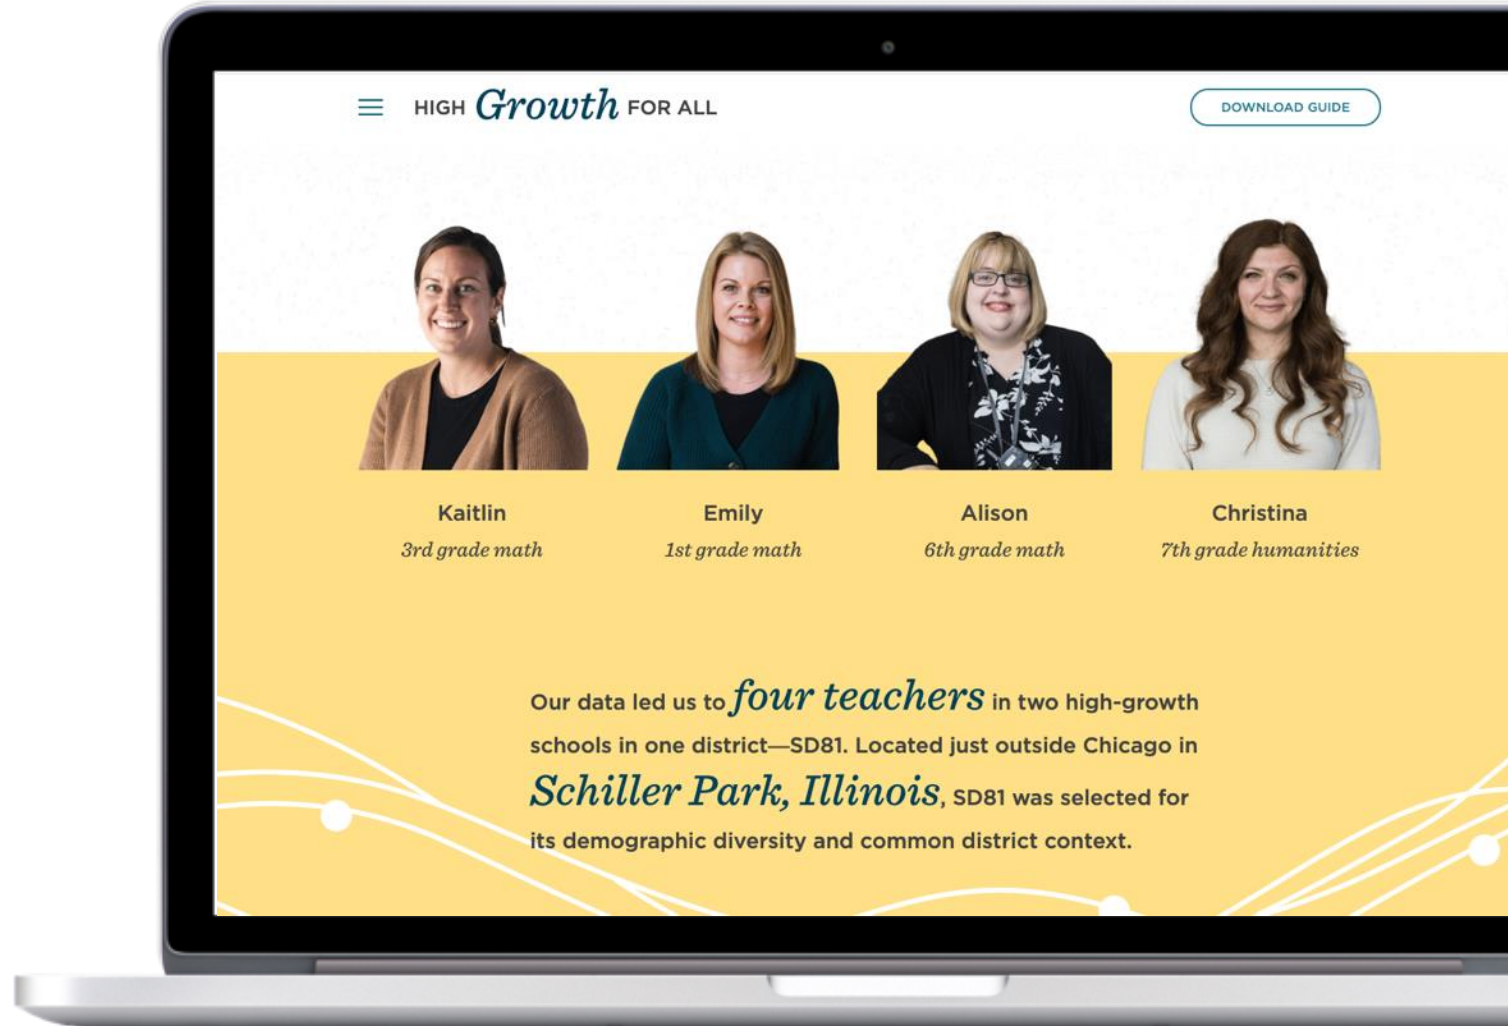 HIGH Growth FOR ALL
DOWNLOAD GUIDE
Kaitlin
3rd grade math
Emily
1st grade math
Alison
6th grade math
Christina
7th grade humanities
Our data led us to four teachers in two high-growth
schools in one district—SD81. Located just outside Chicago in
Schiller Park, Illinois, SD81 was selected for
its demographic diversity and common district context.